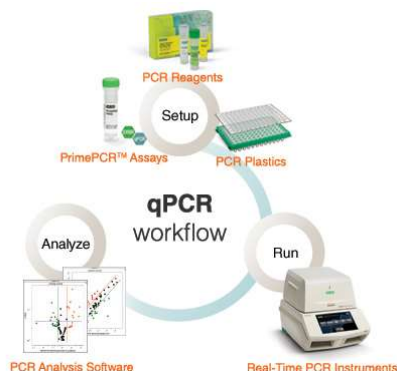 PCR Reagents
Setup
PrimePCR™ Assays
PCR Plastics
qPCR
workflow
Analyze
Run
PCR Analysis Software
Real-Time PCR Instruments